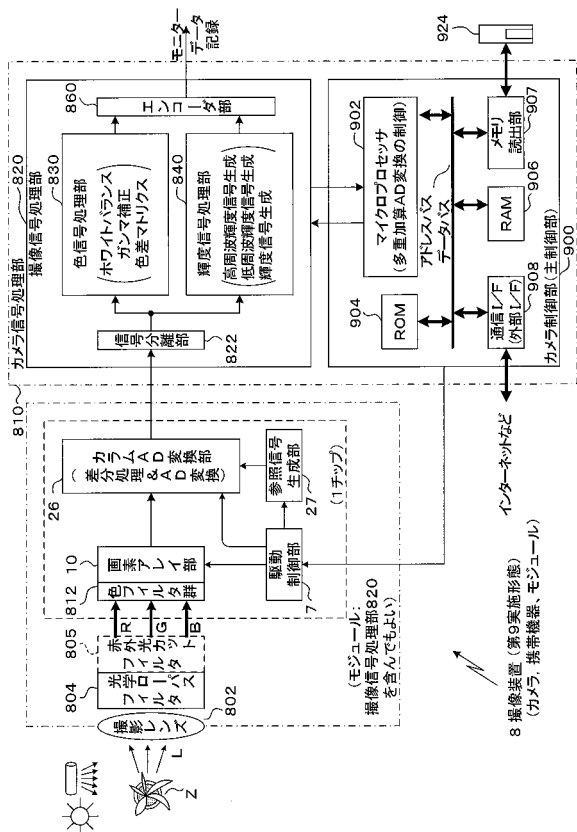 8 撮像装置（第9実施形態）
（カメラ、携帯機器、モジュール）
Z
L
撮影レンズ
802
光学ローパス
フィルタ
804
赤外光カット
フィルタ
805
R
G
B
（モジュール：
撮像信号処理部820
を含んでもよい）
810
色フィルタ群
812
画素アレイ部
10
駆動
制御部
7
カラムAD変換部
（差分処理＆AD変換）
26
参照信号
生成部
27
（1チップ）
カメラ信号処理部
810
撮像信号処理部
820
信号分離部
822
色信号処理部
（ホワイトバランス
ガンマ補正
色差マトリクス）
830
輝度信号処理部
（高周波輝度信号生成
低周波輝度信号生成
輝度信号生成）
840
エンコーダ部
860
モニター
データ
記録
カメラ制御部（主制御部）
900
マイクロプロセッサ
（多重加算AD変換の制御）
902
アドレスバス
データバス
ROM
904
RAM
906
メモリ
読出部
907
通信I／F
（外部I／F）
908
924
インターネットなど